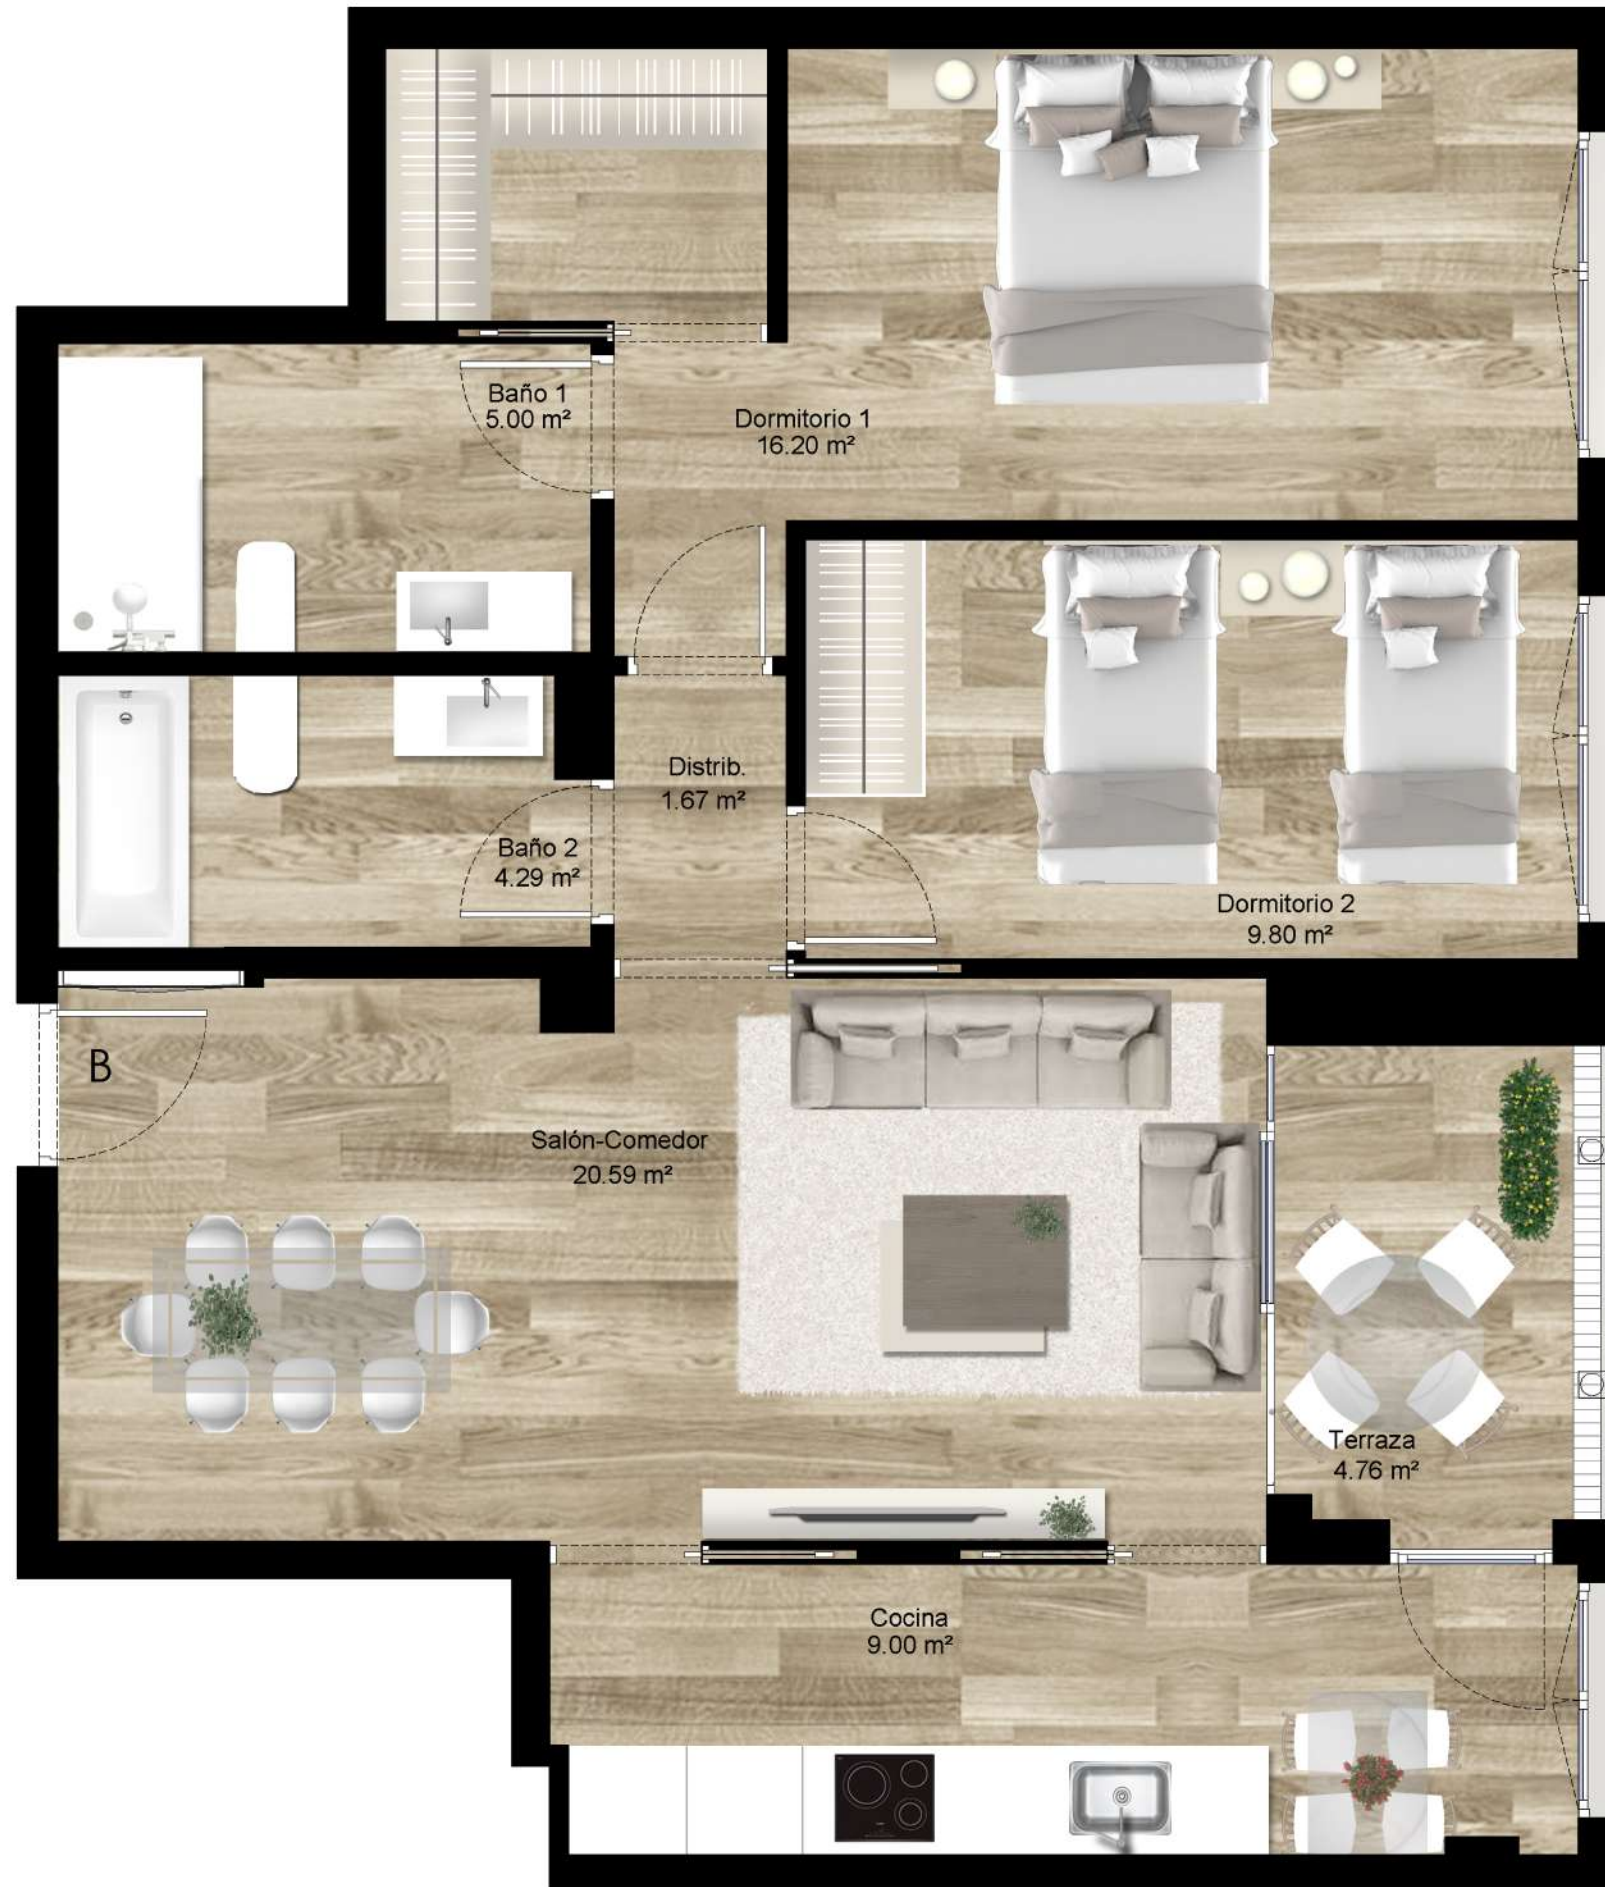 Baño 1
5.00 m²
Dormitorio 1
16.20 m²
Distrib.
1.67 m²
Baño 2
4.29 m²
Dormitorio 2
9.80 m²
B
Salón-Comedor
20.59 m²
Terraza
4.76 m²
Cocina
9.00 m²